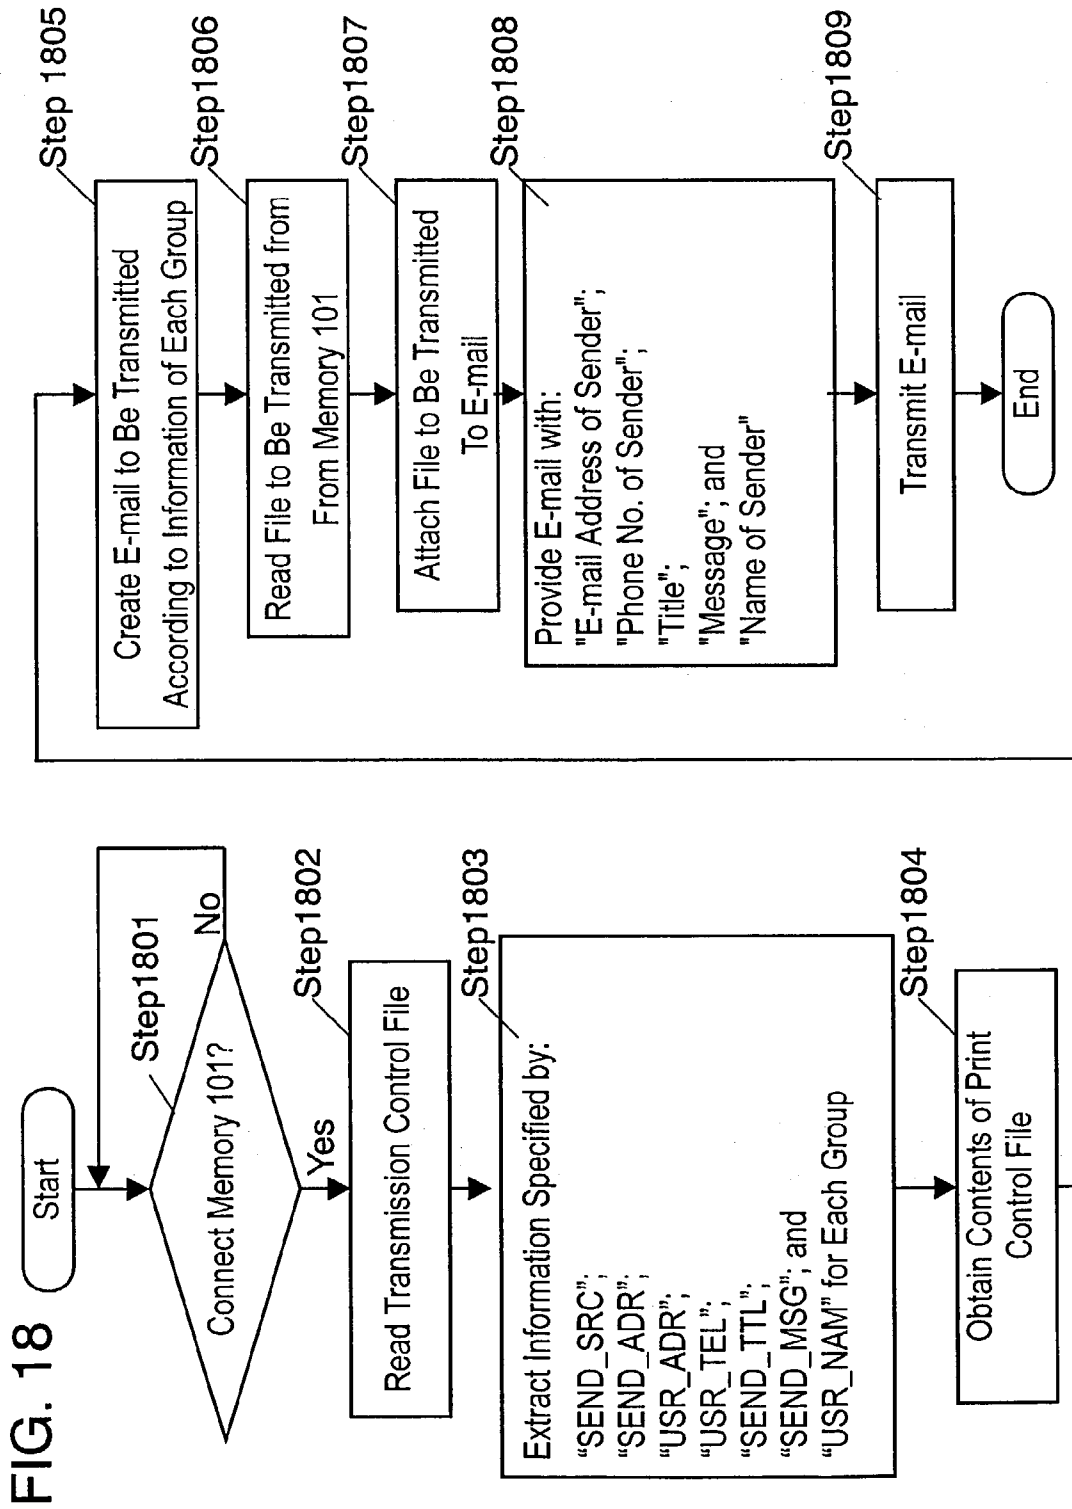 FIG. 18
Start
Step1801
Connect Memory 101?
No
Yes
Step1802
Read Transmission Control File
Step1803
Extract Information Specified by:
“SEND_SRC”;
“SEND_ADR”;
“USR_ADR”;
“USR_TEL”;
“SEND_TTL”;
“SEND_MSG”; and
“USR_NAM” for Each Group
Step1804
Obtain Contents of Print
Control File
Step 1805
Create E-mail to Be Transmitted
According to Information of Each Group
Step1806
Read File to Be Transmitted from
From Memory 101
Step1807
Attach File to Be Transmitted
To E-mail
Step1808
Provide E-mail with:
"E-mail Address of Sender";
"Phone No. of Sender";
"Title";
"Message"; and
"Name of Sender"
Step1809
Transmit E-mail
End